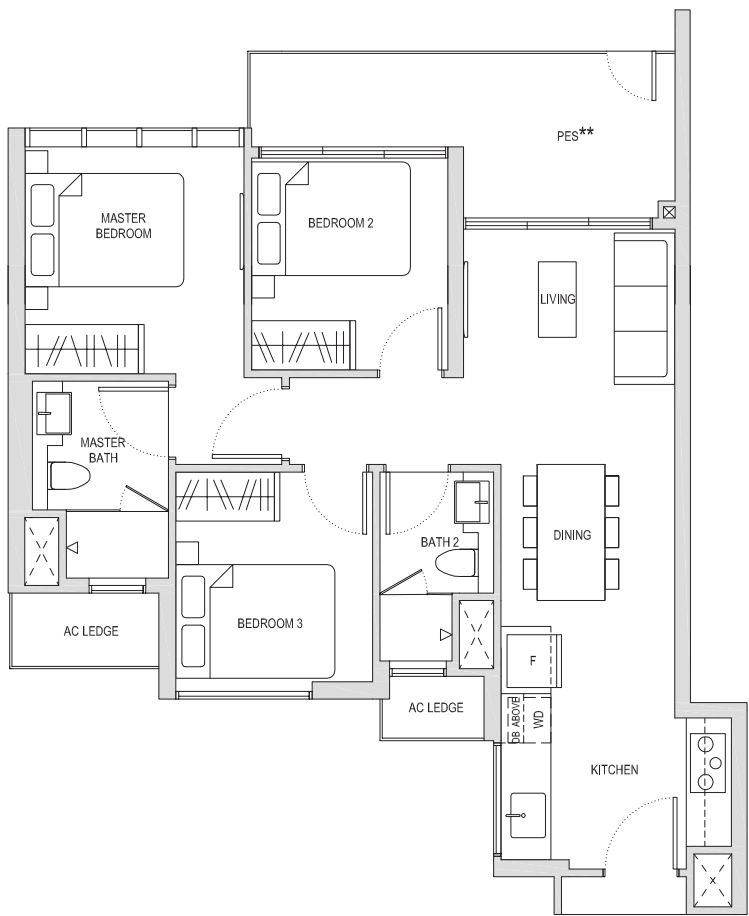 PES**
MASTER
BEDROOM
BEDROOM 2
LIVING
MASTER
BATH
DINING
BATH 2
AC LEDGE
BEDROOM 3
F
AC LEDGE
DB ABOVE
WD
KITCHEN
x